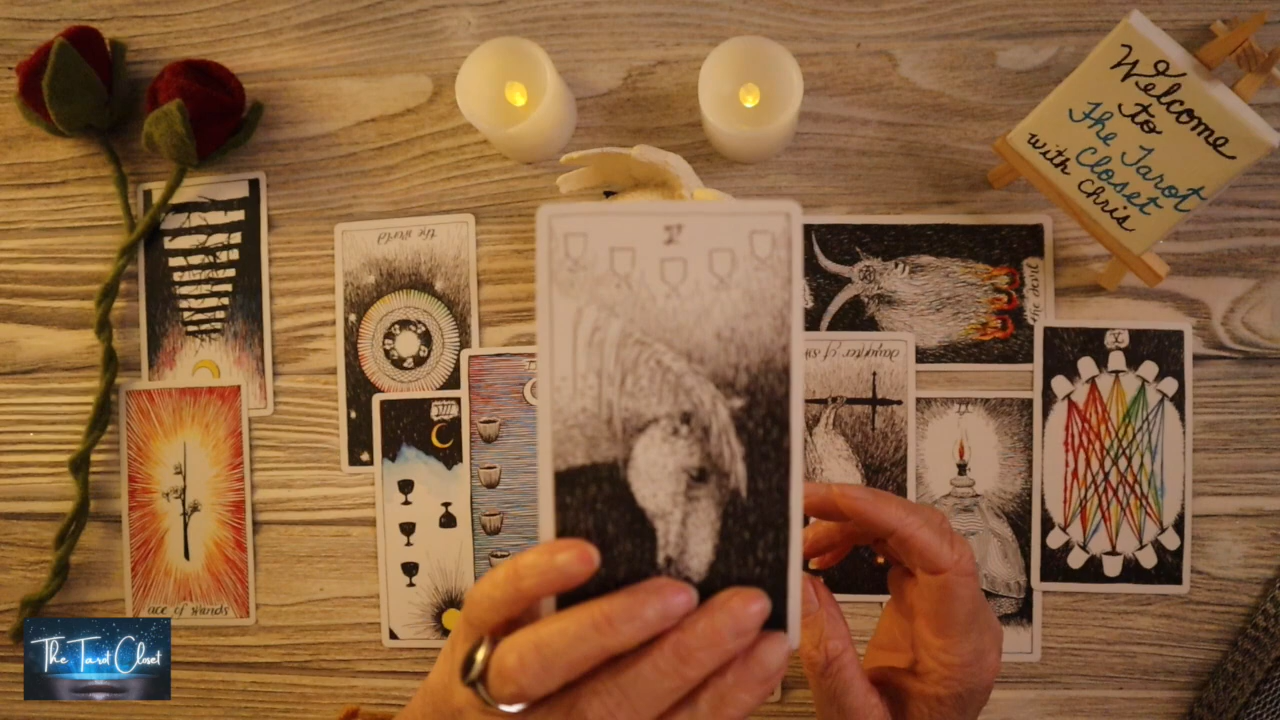 Welcome
to
The Tarot
Closet
with Chris
the World
V
the devil
daughter of
VIII
X
ace of wands
The Tarot Closet